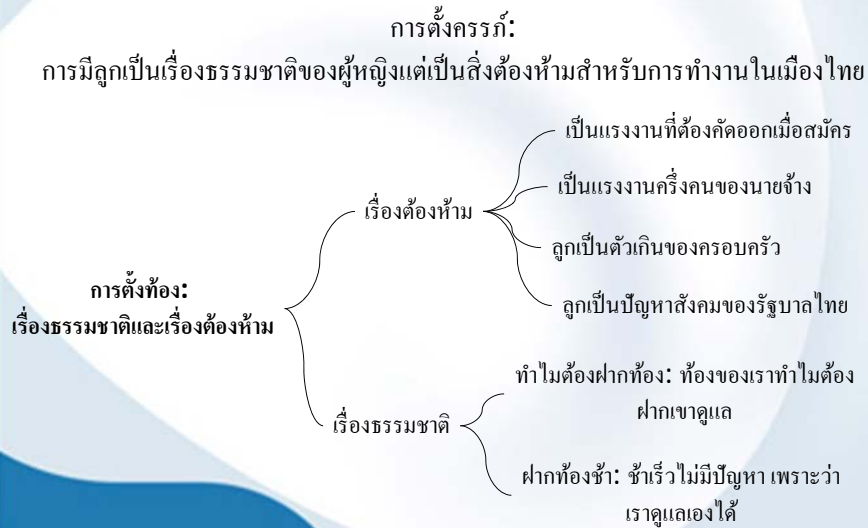 การตั้งครรภ์:
การมีลูกเป็นเรื่องธรรมชาติของผู้หญิงแต่เป็นสิ่งต้องห้ามสำหรับการทำงานในเมืองไทย
การตั้งท้อง:
เรื่องธรรมชาติและเรื่องต้องห้าม
เรื่องต้องห้าม
เป็นแรงงานที่ต้องคัดออกเมื่อสมัคร
เป็นแรงงานครึ่งคนของนายจ้าง
ลูกเป็นตัวเกินของครอบครัว
ลูกเป็นปัญหาสังคมของรัฐบาลไทย
เรื่องธรรมชาติ
ทำไมต้องฝากท้อง: ท้องของเราทำไมต้อง
ฝากเขาดูแล
ฝากท้องช้า: ช้าเร็วไม่มีปัญหา เพราะว่า
เราดูแลเองได้